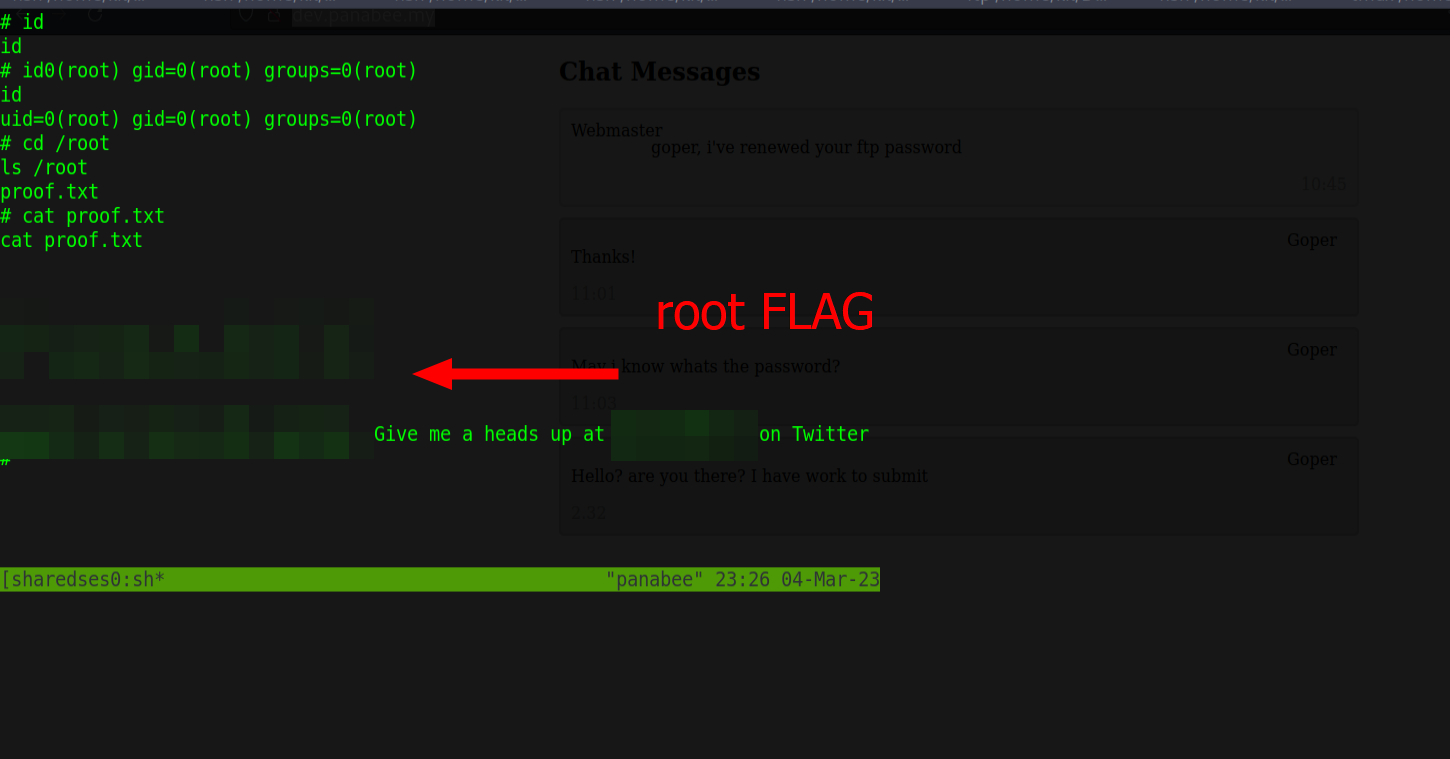 dev.panabee.my
# id
id
# id0(root) gid=0(root) groups=0(root)
id
uid=0(root) gid=0(root) groups=0(root)
# cd /root
ls /root
proof.txt
# cat proof.txt
cat proof.txt
Give me a heads up at
on Twitter
#
[sharedses0:sh* "panabee" 23:26 04-Mar-23
Chat Messages
Webmaster
goper, i've renewed your ftp password
10:45
Goper
Thanks!
11:01
root FLAG
Goper
May i know whats the password?
11:03
Goper
Hello? are you there? I have work to submit
2:32